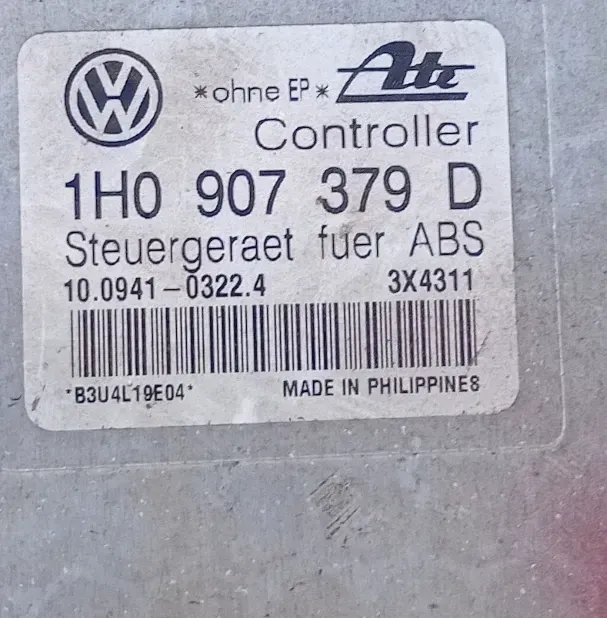 *ohne EP* Ate
Controller
1H0 907 379 D
Steuergeraet fuer ABS
10.0941-0322.4 3X4311
*B3U4L19E04* MADE IN PHILIPPINES